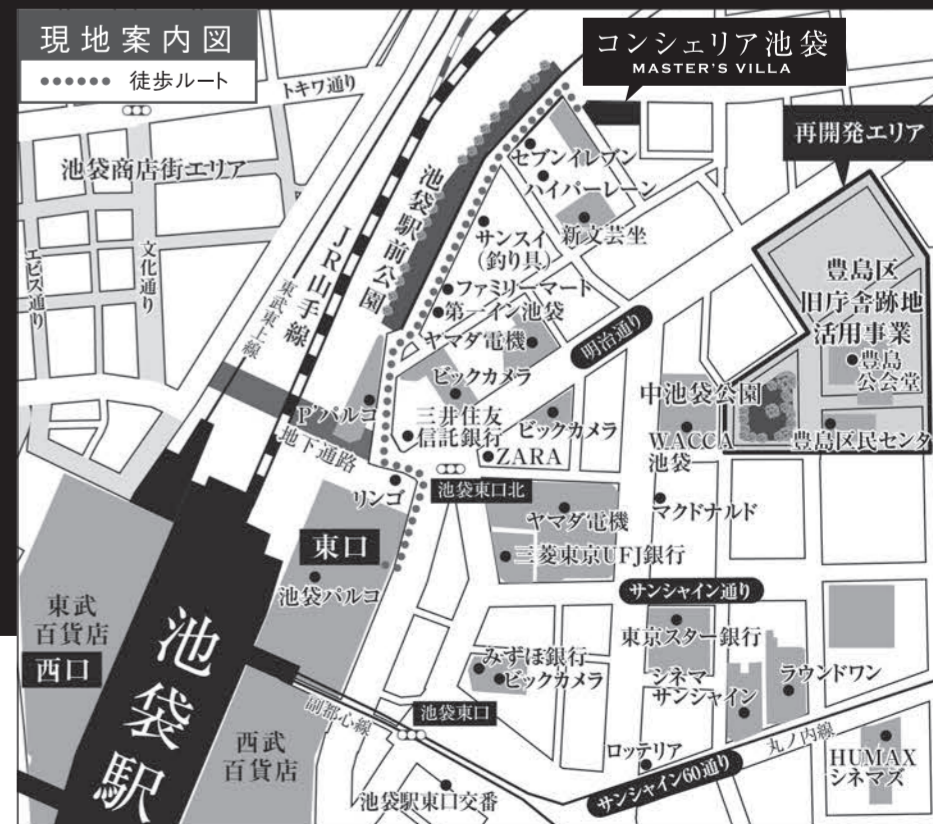 現地案内図
徒歩ルート
コンシェリア池袋
MASTER'S VILLA
トキワ通り
再開発エリア
池袋商店街エリア
セブンイレブン
ハイパーレーン
池袋駅前公園
新文芸坐
サンスイ
(釣り具)
エビス通り
文化通り
東武東上線
JR山手線
ファミリーマート
第一イン池袋
ヤマダ電機
明治通り
豊島区
旧庁舎跡地
活用事業
豊島
公会堂
ビックカメラ
中池袋公園
P'パルコ
三井住友
信託銀行
ビックカメラ
地下通路
ZARA
WACCA
池袋
豊島区民センタ
リンゴ
池袋東口北
ヤマダ電機
マクドナルド
東口
三菱東京UFJ銀行
池袋パルコ
サンシャイン通り
東武
百貨店
西口
池袋駅
東京スター銀行
みずほ銀行
ビックカメラ
シネマ
サンシャイン
ラウンドワン
副都心線
池袋東口
西武
百貨店
ロッテリア
丸ノ内線
HUMAX
シネマズ
サンシャイン60通り
池袋駅東口交番